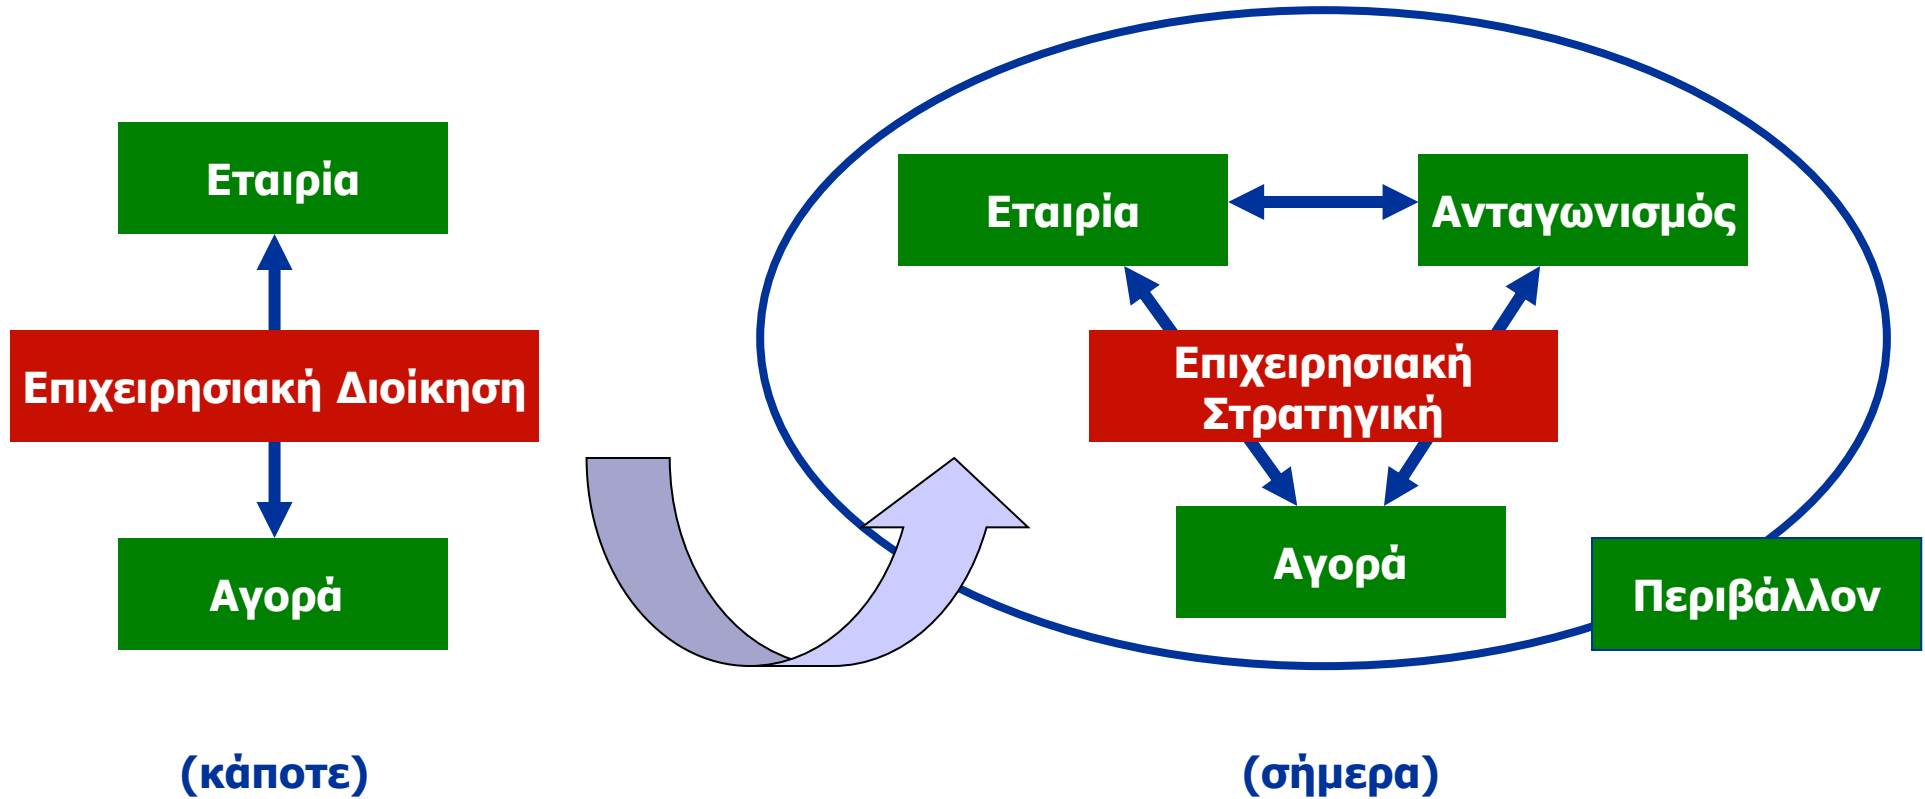 Εταιρία
Επιχειρησιακή Διοίκηση
Αγορά
(κάποτε)
Εταιρία
Ανταγωνισμός
Επιχειρησιακή
Στρατηγική
Αγορά
Περιβάλλον
(σήμερα)